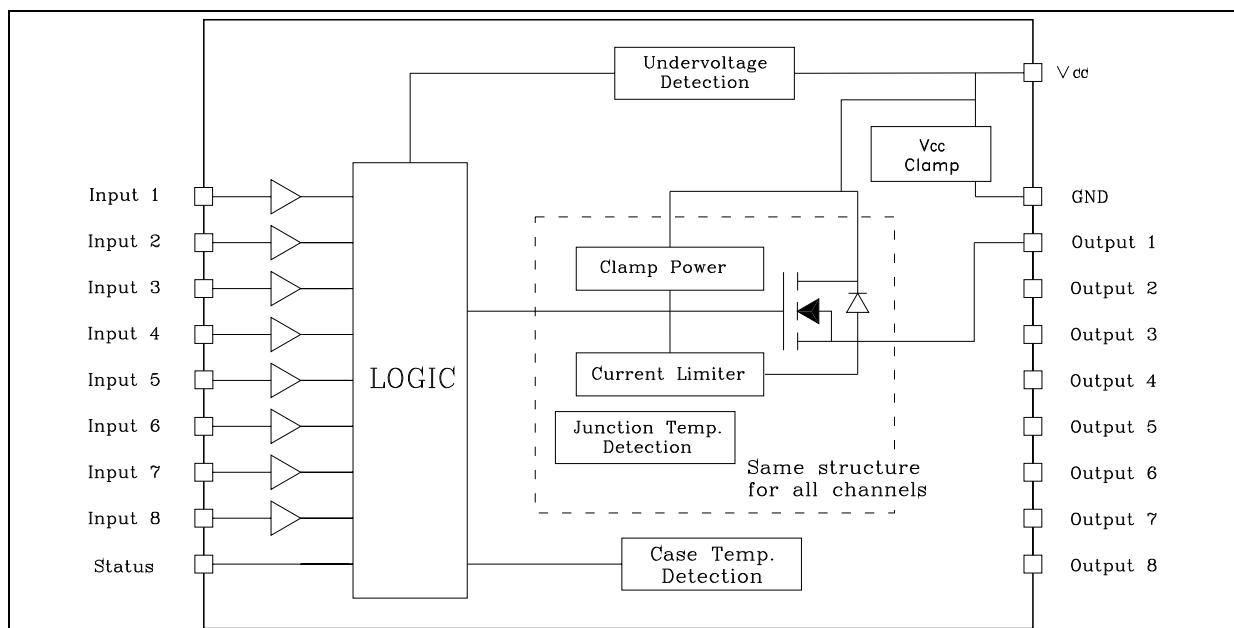 Undervoltage
Detection
Vcc
Vcc
Clamp
Input 1
GND
Input 2
Output 1
Clamp Power
Input 3
Output 2
Input 4
Output 3
LOGIC
Current Limiter
Input 5
Output 4
Input 6
Junction Temp.
Detection
Output 5
Input 7
Same structure
for all channels
Output 6
Input 8
Output 7
Status
Case Temp.
Detection
Output 8